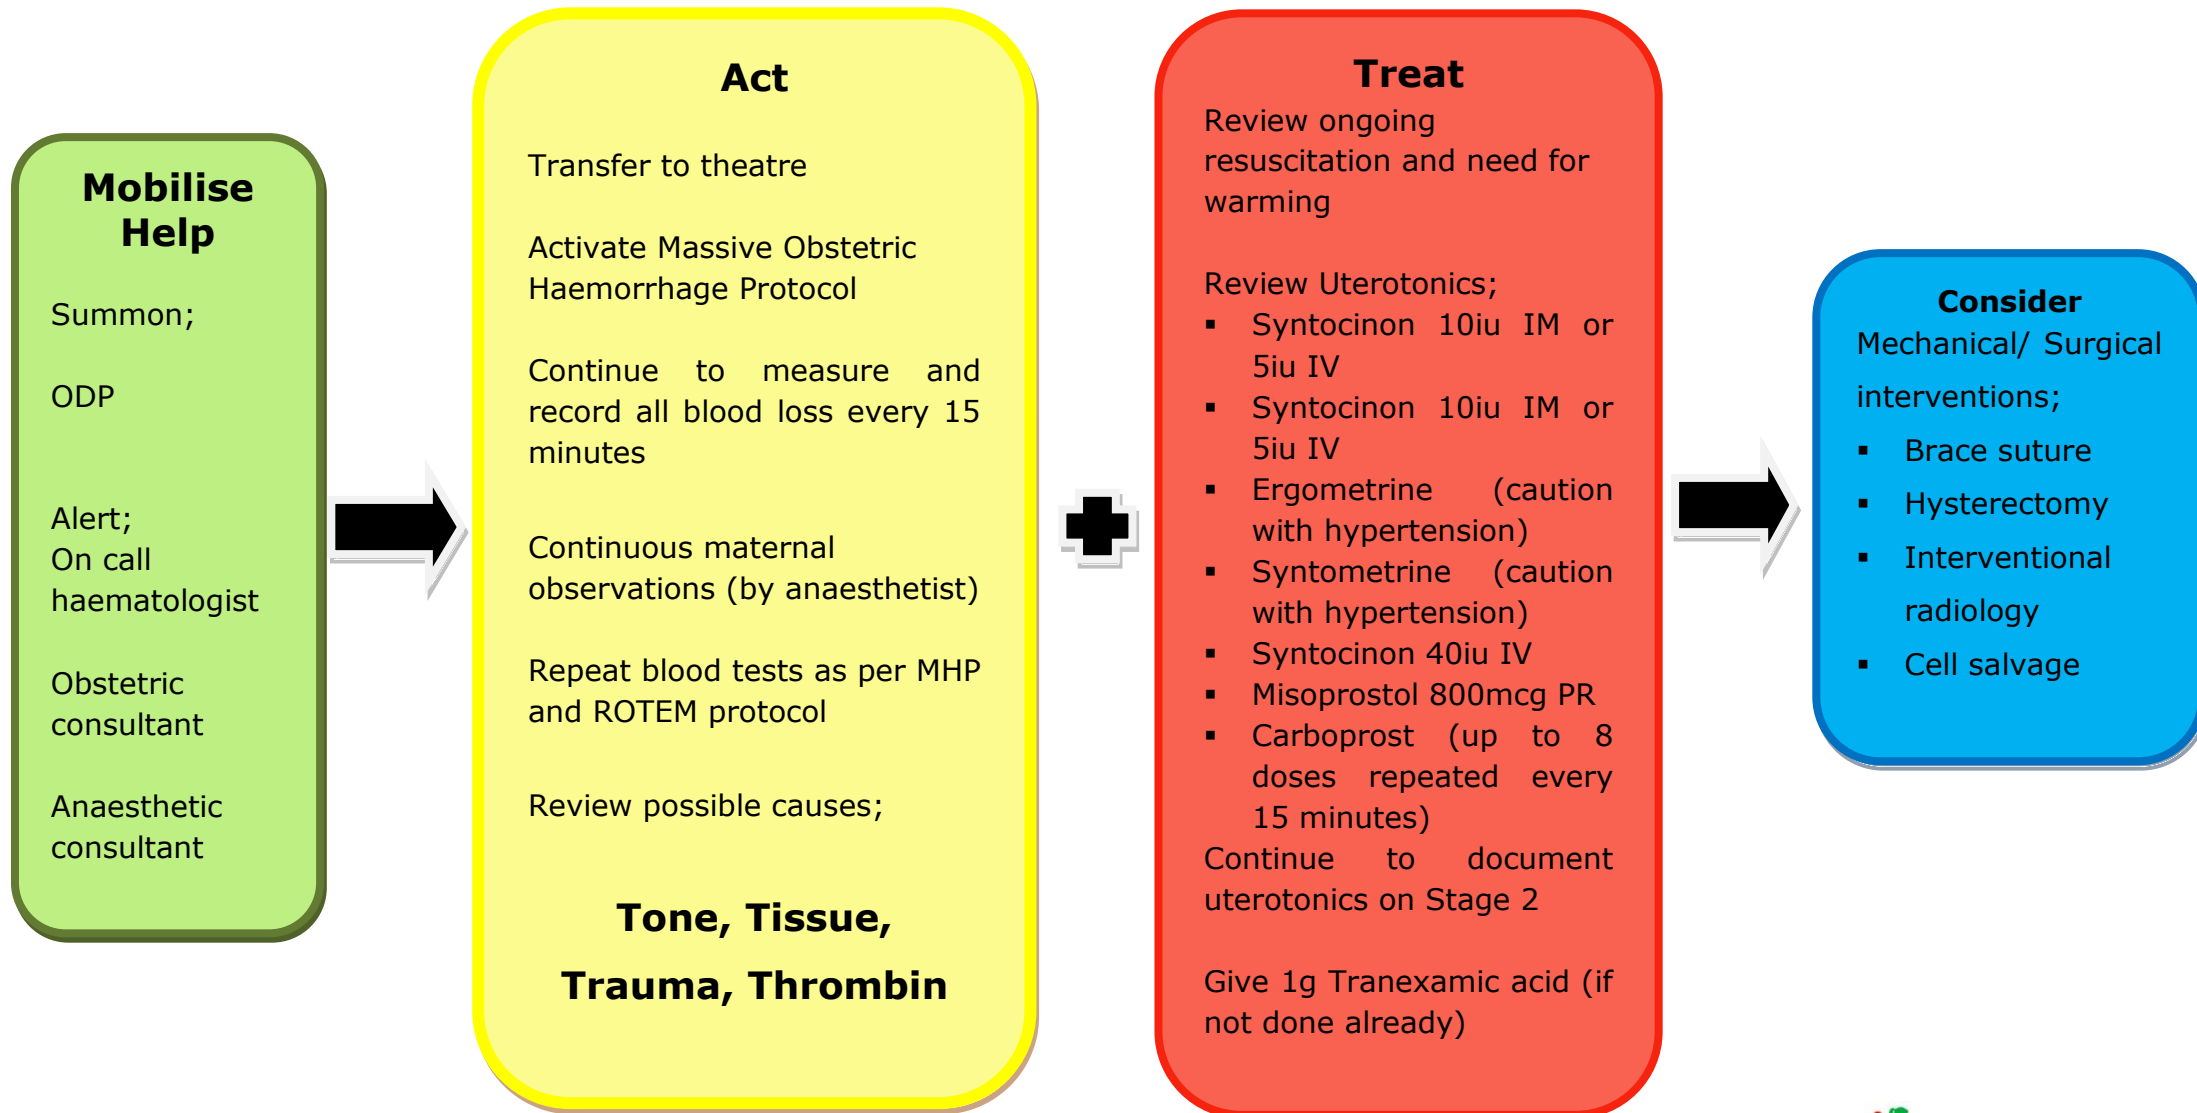 Mobilise
Help
Summon;
ODP
Alert;
On call
haematologist
Obstetric
consultant
Anaesthetic
consultant
Act
Transfer to theatre
Activate Massive Obstetric
Haemorrhage Protocol
Continue to measure and
record all blood loss every 15
minutes
Continuous maternal
observations (by anaesthetist)
Repeat blood tests as per MHP
and ROTEM protocol
Review possible causes;
Tone, Tissue,
Trauma, Thrombin
Treat
Review ongoing
resuscitation and need for
warming
Review Uterotonics;
▪ Syntocinon 10iu IM or
5iu IV
▪ Syntocinon 10iu IM or
5iu IV
▪ Ergometrine (caution
with hypertension)
▪ Syntometrine (caution
with hypertension)
▪ Syntocinon 40iu IV
▪ Misoprostol 800mcg PR
▪ Carboprost (up to 8
doses repeated every
15 minutes)
Continue to document
uterotonics on Stage 2
Give 1g Tranexamic acid (if
not done already)
Consider
Mechanical/ Surgical
interventions;
▪ Brace suture
▪ Hysterectomy
▪ Interventional
radiology
▪ Cell salvage